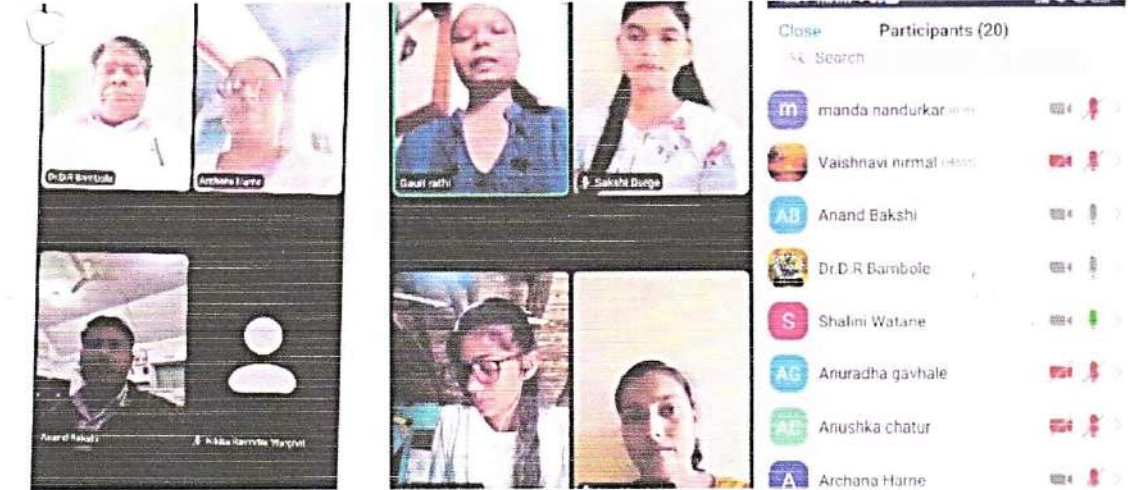 Dr.D.R Bambole
Archana Harne
Anand Bakshi
Gauri rathi
Sakshi Durge
Close
Participants (20)
Search
m
manda nandurkar
Vaishnavi nirmal (Host)
AB
Anand Bakshi
Dr.D.R Bambole
S
Shalini Watane
AG
Anuradha gavhale
Anushka chatur
A
Archana Harne